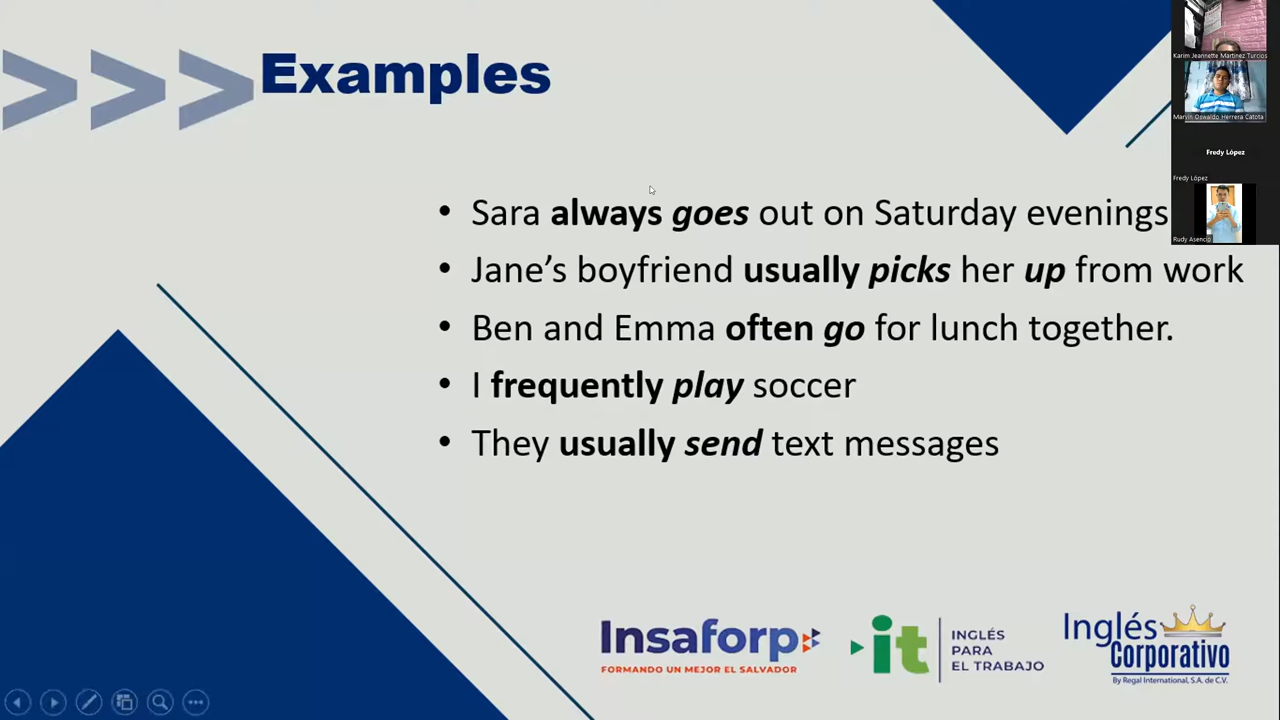 Examples
Karim Jeannette Martinez Turcios
Marvin Oswaldo Herrera Catota
Fredy López
Fredy López
Rudy Asencio
• Sara always goes out on Saturday evenings
• Jane’s boyfriend usually picks her up from work
• Ben and Emma often go for lunch together.
• I frequently play soccer
• They usually send text messages
Insaforp
FORMANDO UN MEJOR EL SALVADOR
it
INGLÉS
PARA
EL TRABAJO
Inglés
Corporativo
By Regal International, S.A. de C.V.